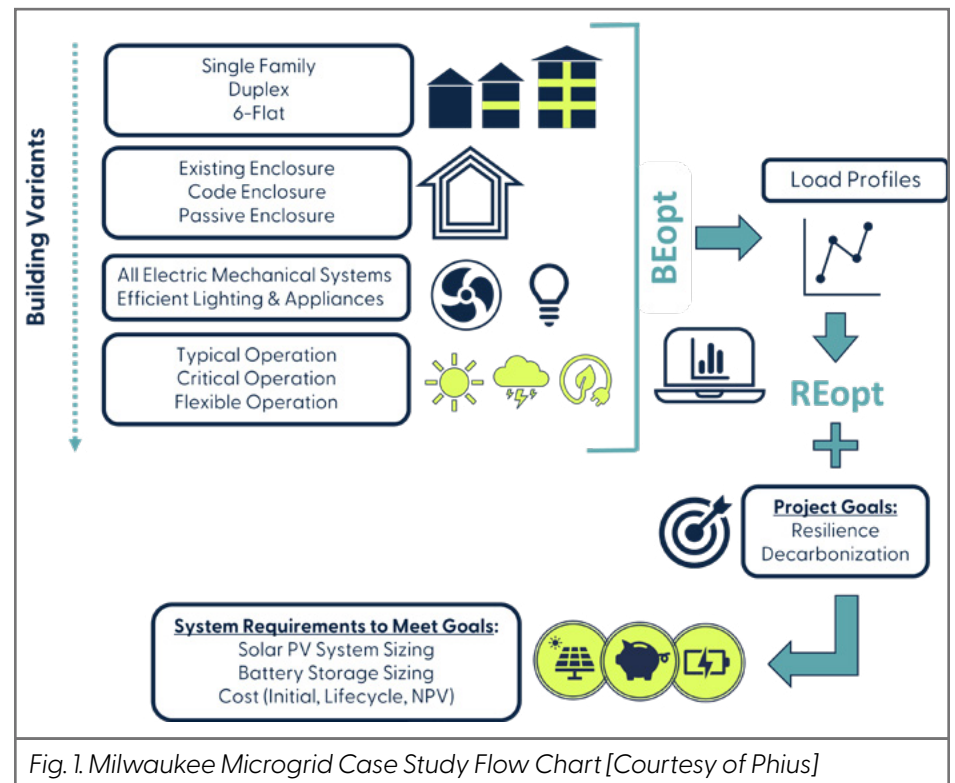 Building Variants
Single Family
Duplex
6-Flat
Existing Enclosure
Code Enclosure
Passive Enclosure
All Electric Mechanical Systems
Efficient Lighting & Appliances
Typical Operation
Critical Operation
Flexible Operation
BEopt
Load Profiles
REopt
Project Goals:
Resilience
Decarbonization
System Requirements to Meet Goals:
Solar PV System Sizing
Battery Storage Sizing
Cost (Initial, Lifecycle, NPV)
Fig. 1. Milwaukee Microgrid Case Study Flow Chart [Courtesy of Phius]